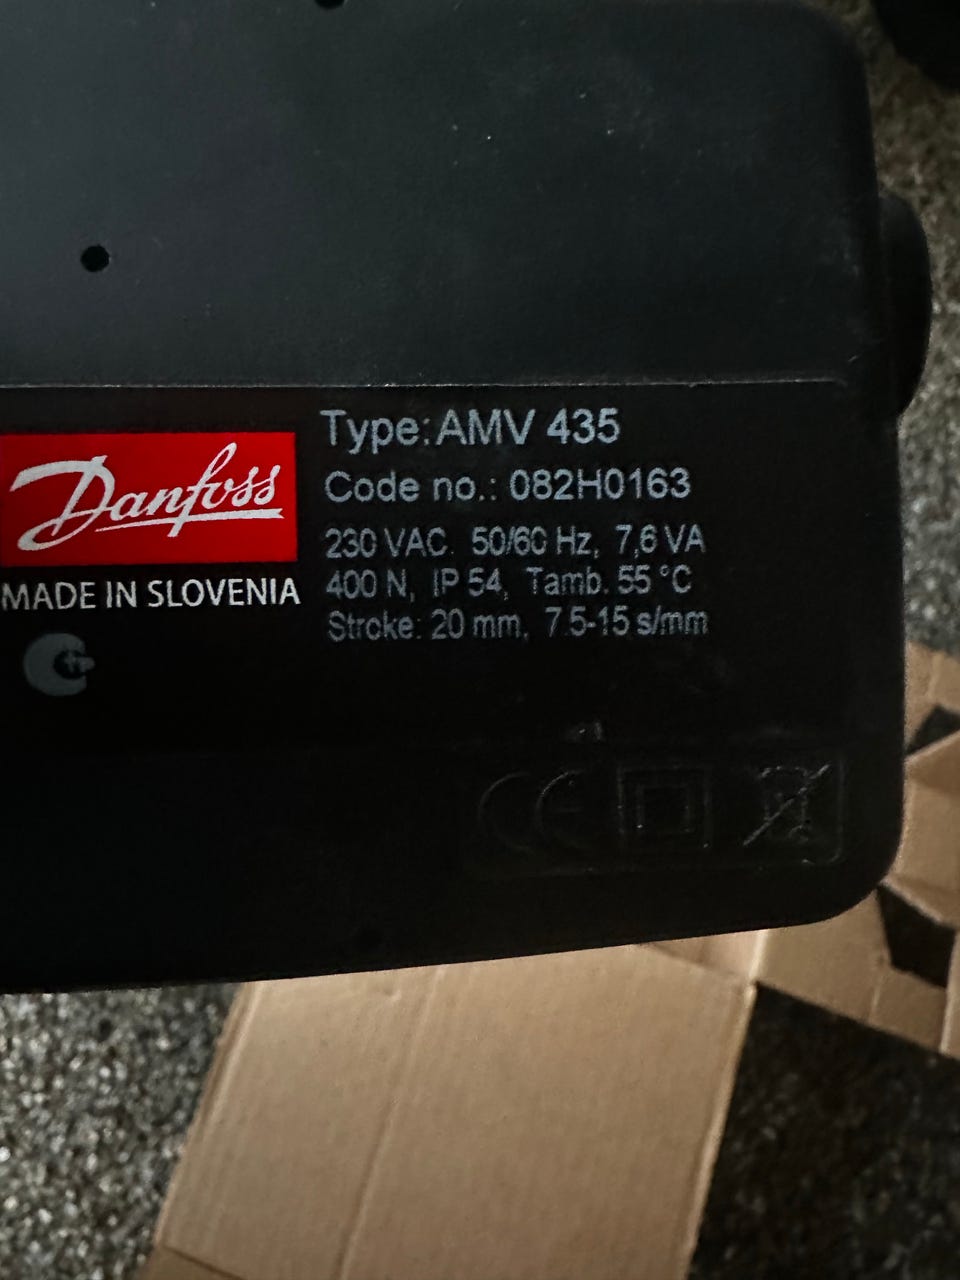 Type: AMV 435
Danfoss
Code no.: 082H0163
230 VAC. 50/60 Hz, 7,6 VA
400 N, IP 54, Tamb. 55 °C
MADE IN SLOVENIA
Stroke: 20 mm, 7.5-15 s/mm
CE